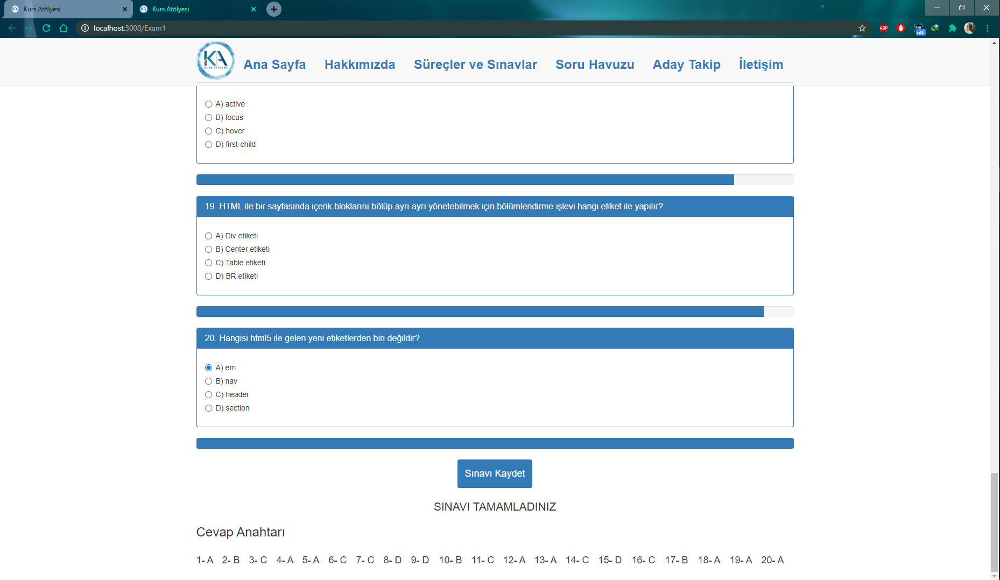 Kurs Atölyesi
Kurs Atölyesi
localhost:3000/Exam1
ABP
off
KA
KURS ATÖLYESİ
Ana Sayfa Hakkımızda Süreçler ve Sınavlar Soru Havuzu Aday Takip İletişim
A) active
B) focus
C) hover
D) first-child
19. HTML ile bir sayfasında içerik bloklarını bölüp ayrı ayrı yönetebilmek için bölümlendirme işlevi hangi etiket ile yapılır?
A) Div etiketi
B) Center etiketi
C) Table etiketi
D) BR etiketi
20. Hangisi html5 ile gelen yeni etiketlerden biri değildir?
A) em
B) nav
C) header
D) section
Sınavı Kaydet
SINAVI TAMAMLADINIZ
Cevap Anahtarı
1- A 2- B 3- C 4- A 5- A 6- C 7- C 8- D 9- D 10- B 11- C 12- A 13- A 14- C 15- D 16- C 17- B 18- A 19- A 20- A